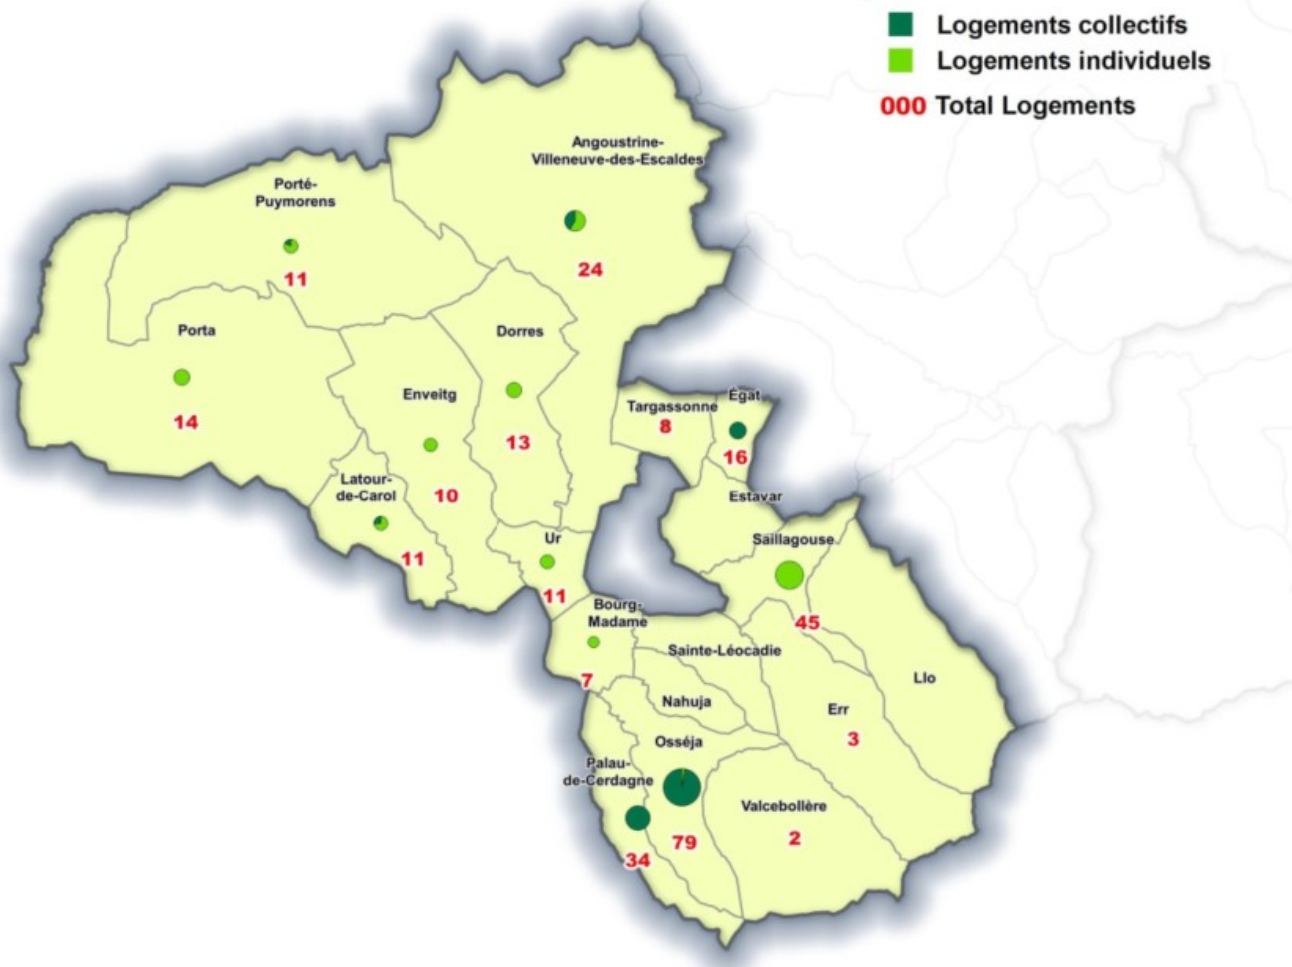 Logements collectifs
Logements individuels
000 Total Logements
Angoustrine-
Villeneuve-des-Escaldes
24
Porté-
Puymorens
11
Porta
14
Dorres
13
Enveitg
10
Targassonne
8
Égat
16
Latour-
de-Carol
11
Estavar
Ur
11
Saillagouse
45
Bourg-
Madame
7
Sainte-Léocadie
Llo
Nahuja
Err
3
Osséja
79
Palau-
de-Cerdagne
34
Valcebollère
2